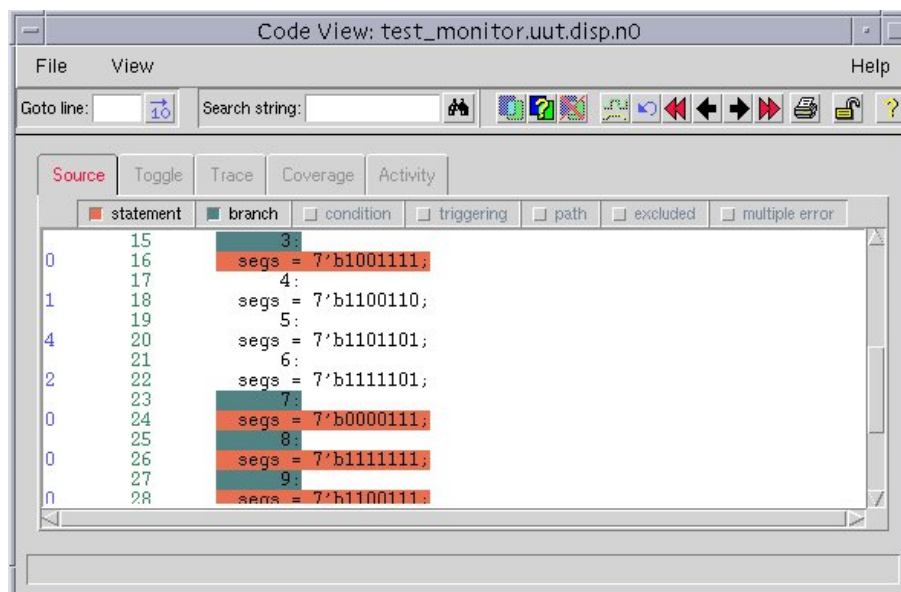 Code View: test_monitor.uut.disp.n0
File View Help
Goto line: 10 Search string: ?
Source Toggle Trace Coverage Activity
statement branch condition triggering path excluded multiple error
15 3:
0 16 segs = 7'b1001111;
17 4:
1 18 segs = 7'b1100110;
19 5:
4 20 segs = 7'b1101101;
21 6:
2 22 segs = 7'b1111101;
23 7:
0 24 segs = 7'b0000111;
25 8:
0 26 segs = 7'b1111111;
27 9:
0 28 segs = 7'b1100111;